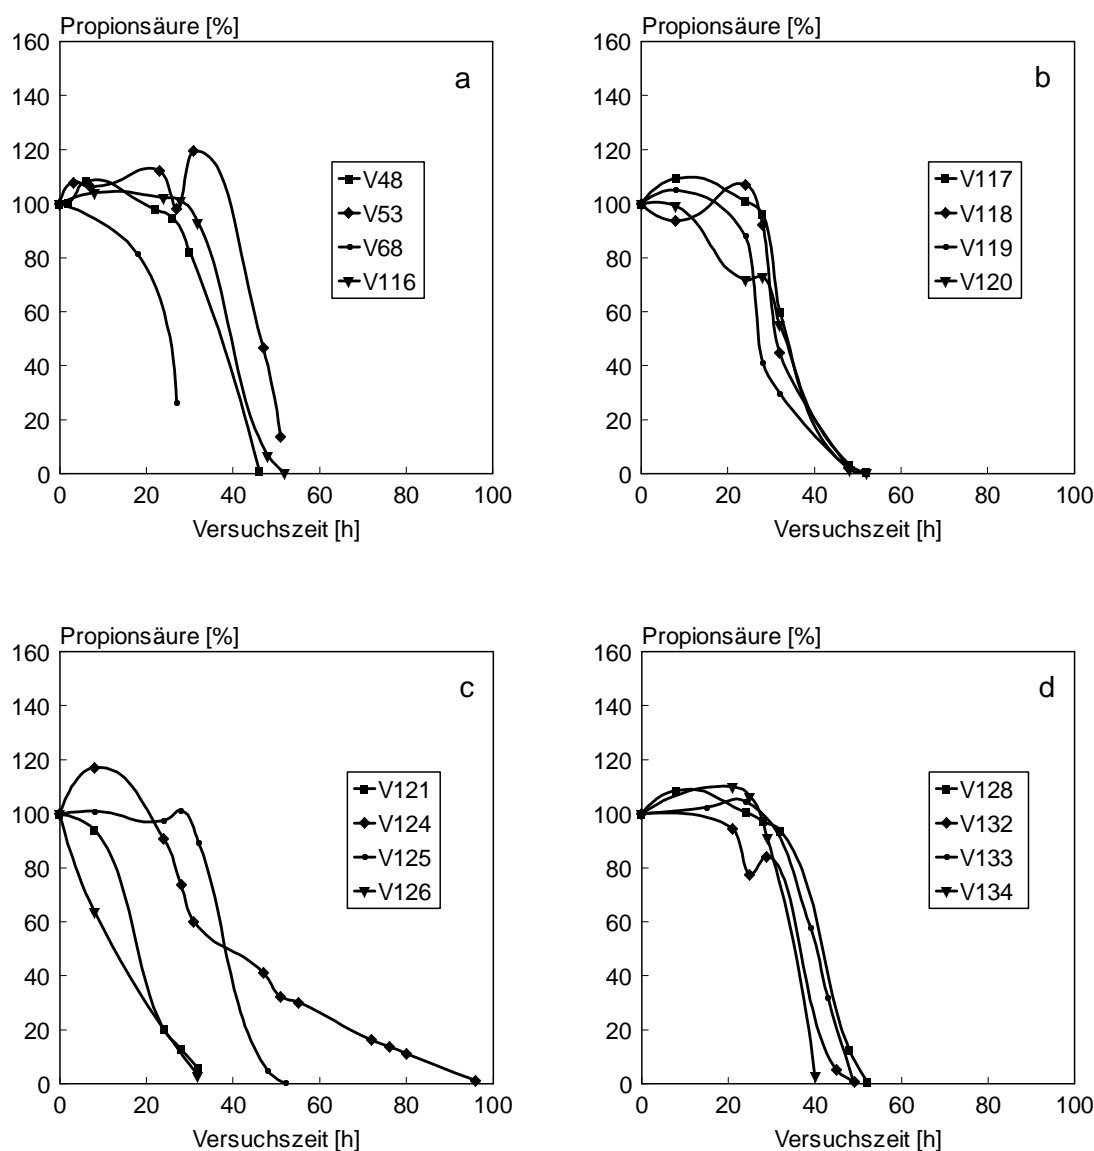 Propionsäure [%]
160
140
120
100
80
60
40
20
0
0 20 40 60 80 100
Versuchszeit [h]
a
V48
V53
V68
V116
Propionsäure [%]
160
140
120
100
80
60
40
20
0
0 20 40 60 80 100
Versuchszeit [h]
b
V117
V118
V119
V120
Propionsäure [%]
160
140
120
100
80
60
40
20
0
0 20 40 60 80 100
Versuchszeit [h]
c
V121
V124
V125
V126
Propionsäure [%]
160
140
120
100
80
60
40
20
0
0 20 40 60 80 100
Versuchszeit [h]
d
V128
V132
V133
V134